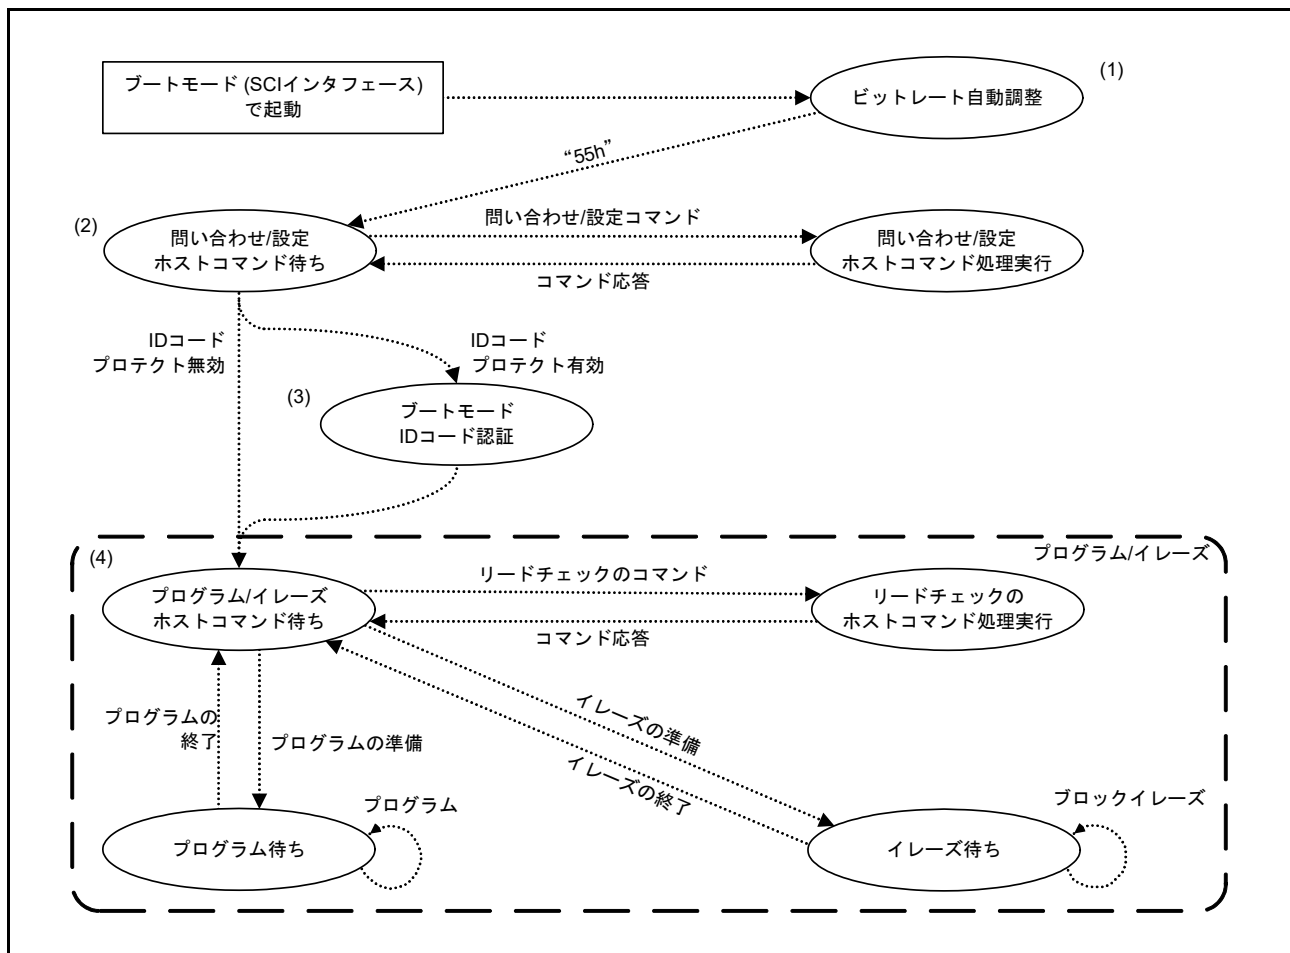 ブートモード (SCIインタフェース)
で起動
(1)
ビットレート自動調整
“55h”
(2)
問い合わせ/設定
ホストコマンド待ち
問い合わせ/設定コマンド
コマンド応答
問い合わせ/設定
ホストコマンド処理実行
IDコード
プロテクト無効
IDコード
プロテクト有効
(3)
ブートモード
IDコード認証
プログラム/イレーズ
(4)
プログラム/イレーズ
ホストコマンド待ち
リードチェックのコマンド
コマンド応答
リードチェックの
ホストコマンド処理実行
プログラムの
終了
プログラムの準備
イレーズの準備
イレーズの終了
プログラム
プログラム待ち
ブロックイレーズ
イレーズ待ち